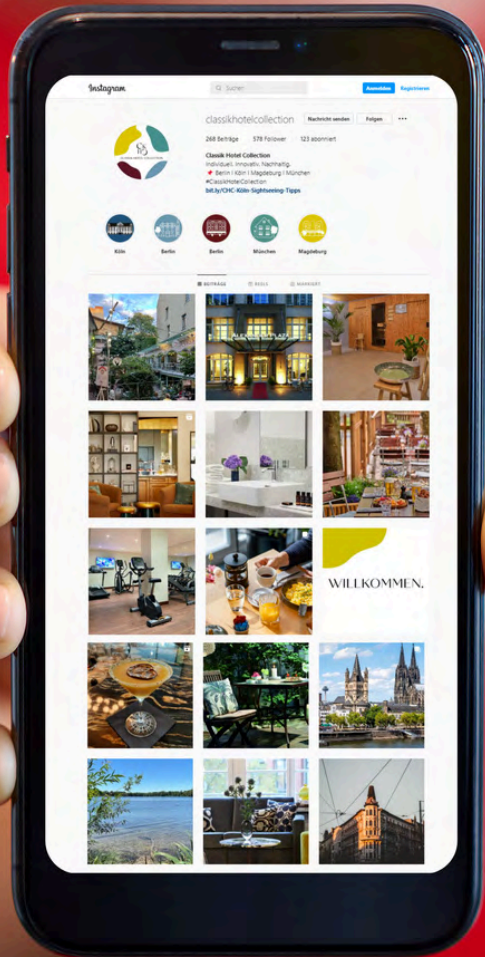 Instagram
Suchen
Anmelden
Registrieren
classikhotelcollection
Nachricht senden
Folgen
268 Beiträge 578 Follower 123 abonniert
Classik Hotel Collection
Individuell. Innovativ. Nachhaltig.
Berlin I Köln I Magdeburg I München
#ClassikHotelCollection
bit.ly/CHC-Köln-Sightseeing-Tipps
Köln
Berlin
Berlin
München
Magdeburg
BEITRÄGE
REELS
MARKIERT
WILLKOMMEN.